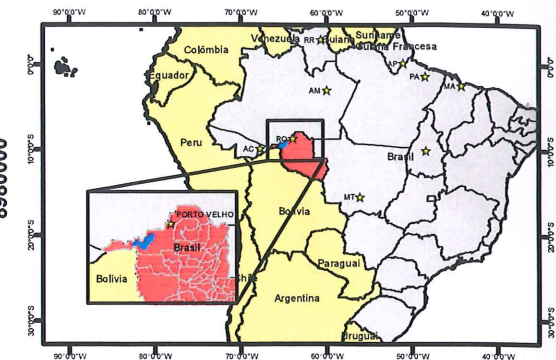 90°0'0"W 80°0'0"W 70°0'0"W 60°0'0"W 50°0'0"W 40°0'0"W
Venezuela RR Guiana Suriname
Guiana Francesa
Colômbia
0°0'0" AP 0°0'0"
Equador PA MA
AM
8980000
Peru RO
10°0'0"S AC Brasil 10°0'0"S
MT
Bolivia
PORTO VELHO
Brasil
20°0'0"S 20°0'0"S
Paraguai
Bolivia Chile
Argentina
30°0'0"S Uruguai 30°0'0"S
90°0'0"W 80°0'0"W 70°0'0"W 60°0'0"W 50°0'0"W 40°0'0"W